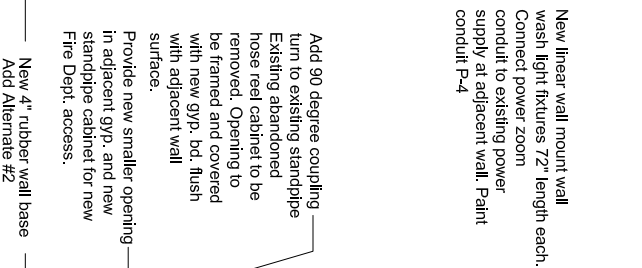 New linear wall mount wall
wash light fixtures 72" length each.
Connect power zoom
conduit to existing power
supply at adjacent wall. Paint
conduit P-4
Add 90 degree coupling
turn to existing standpipe
Existing abandoned
hose reel cabinet to be
removed. Opening to
be framed and covered
with new gyp. bd. flush
with adjacent wall
surface.
Provide new smaller opening
in adjacent gyp. and new
standpipe cabinet for new
Fire Dept. access.
New 4" rubber wall base
Add Alternate #2